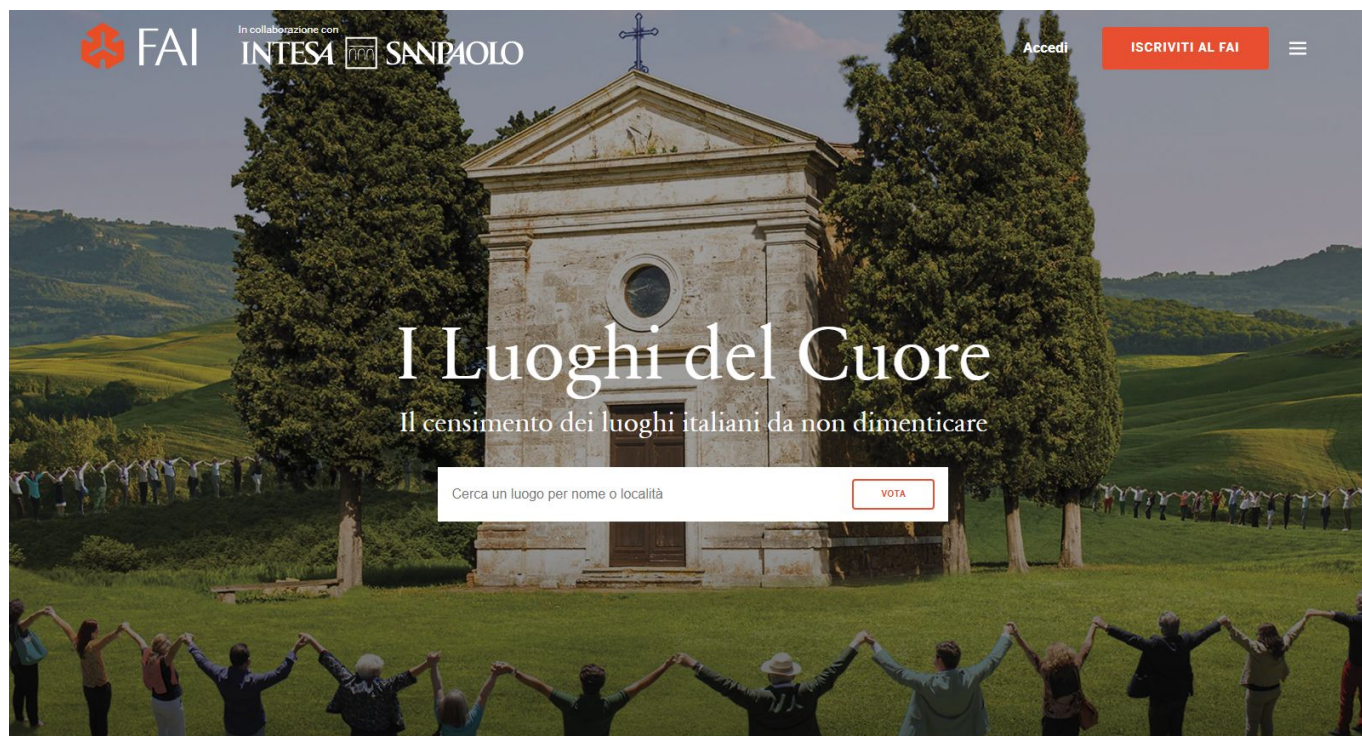 FAI
In collaborazione con
INTESA SANPAOLO
Accedi
ISCRIVITI AL FAI
I Luoghi del Cuore
Il censimento dei luoghi italiani da non dimenticare
Cerca un luogo per nome o località
VOTA